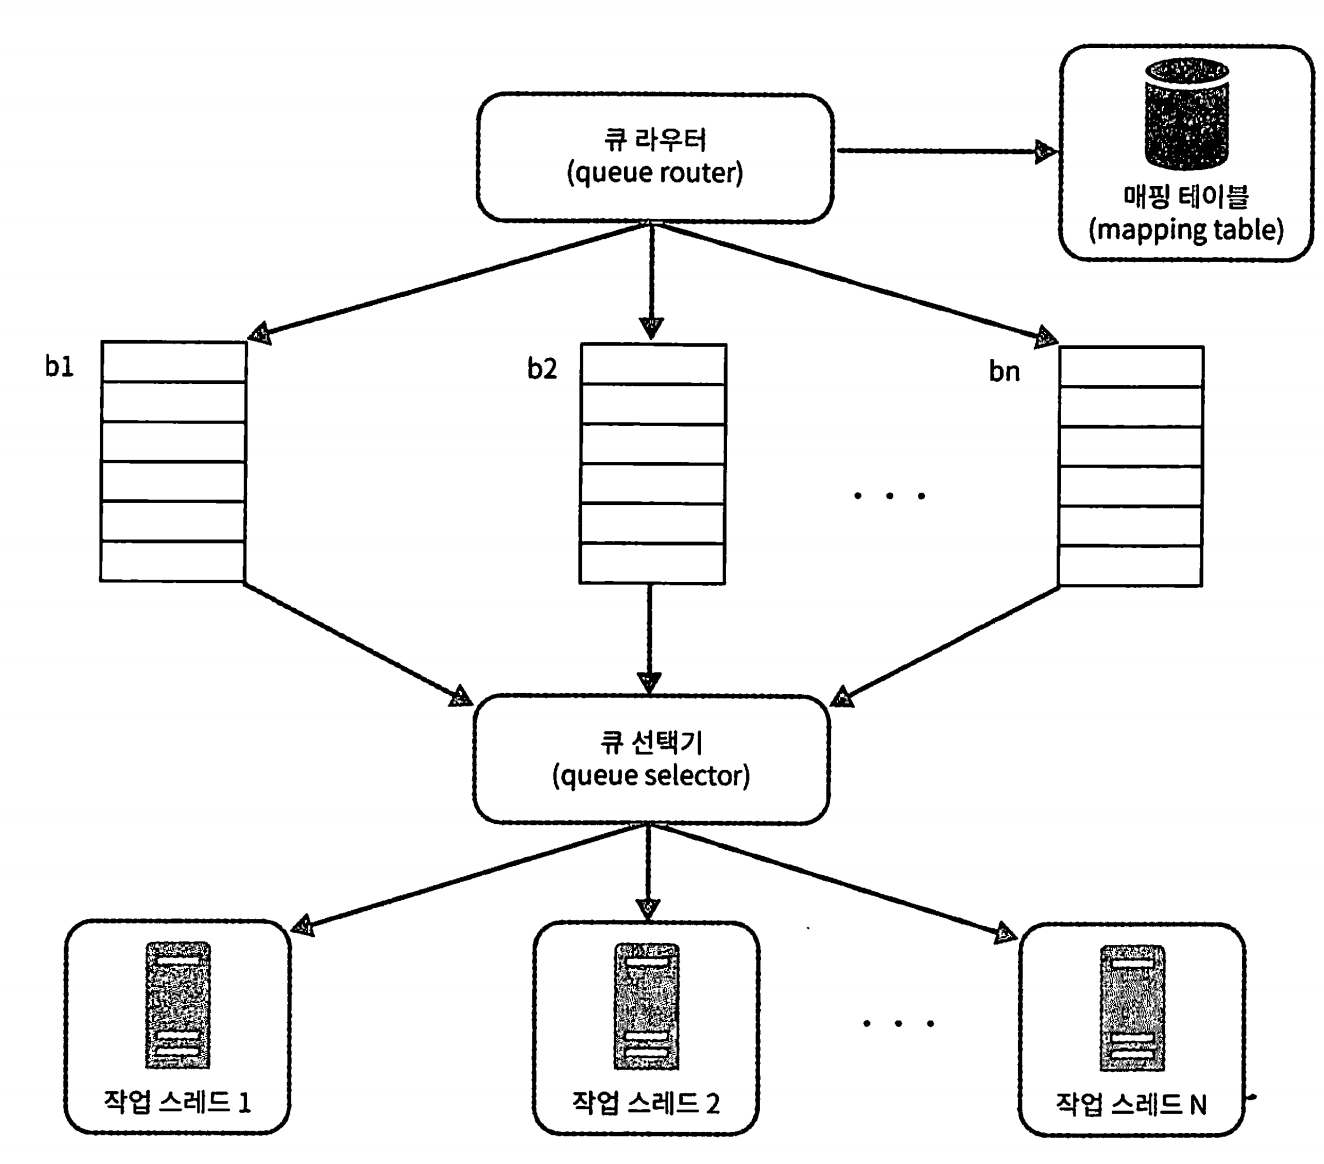 큐 라우터
(queue router)
매핑 테이블
(mapping table)
b1
b2
bn
. . .
큐 선택기
(queue selector)
작업 스레드 1
작업 스레드 2
. . .
작업 스레드 N